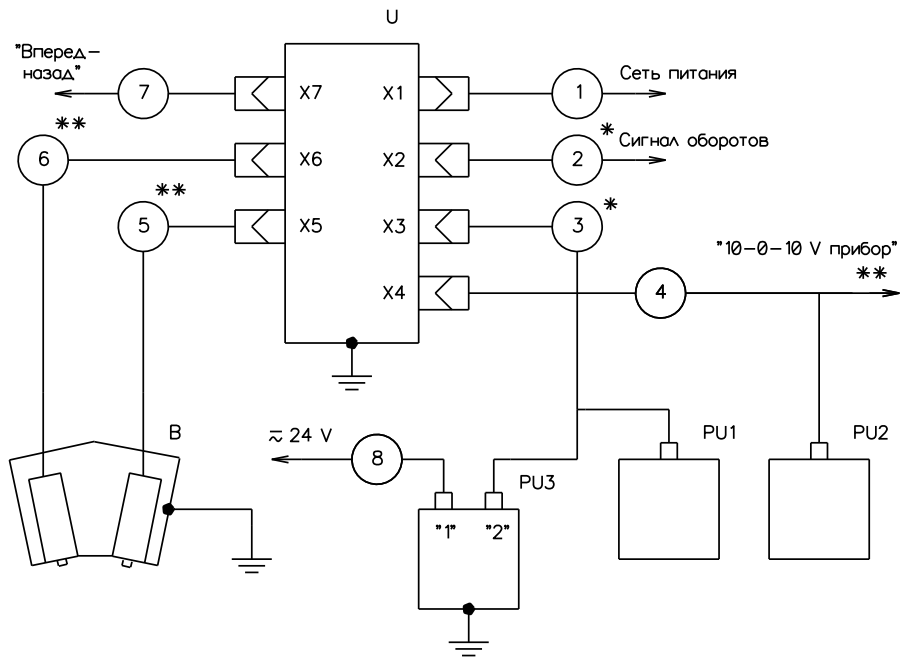 U
"Вперед-
назад"
7
X7
X1
1
Сеть питания
**
6
X6
X2
2
*
Сигнал оборотов
**
5
X5
X3
3
*
"10-0-10 V прибор"
**
X4
4
B
≂ 24 V
8
PU3
PU1
PU2
"1"
"2"